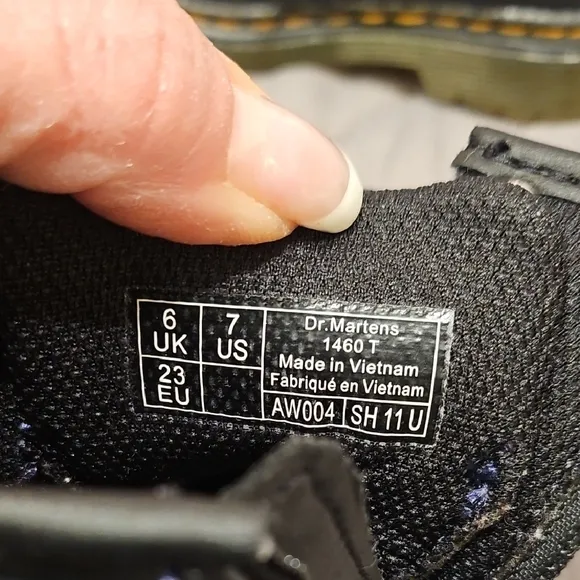 6
UK
7
US
23
EU
Dr.Martens
1460 T
Made in Vietnam
Fabriqué en Vietnam
AW004
SH 11 U